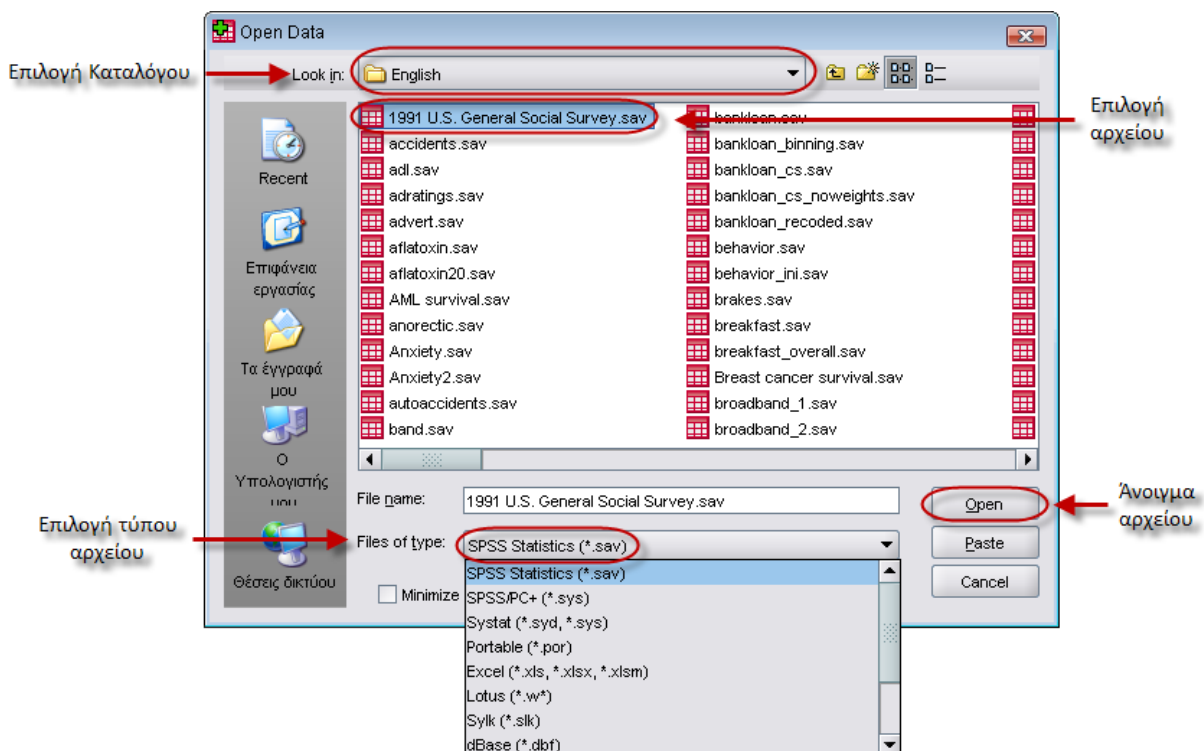 Open Data
Επιλογή Καταλόγου
Look in:
English
1991 U.S. General Social Survey.sav
accidents.sav
adl.sav
adratings.sav
advert.sav
aflatoxin.sav
aflatoxin20.sav
AML survival.sav
anorectic.sav
Anxiety.sav
Anxiety2.sav
autoaccidents.sav
band.sav
bankloan.sav
bankloan_binning.sav
bankloan_cs.sav
bankloan_cs_noweights.sav
bankloan_recoded.sav
behavior.sav
behavior_ini.sav
brakes.sav
breakfast.sav
breakfast_overall.sav
Breast cancer survival.sav
broadband_1.sav
broadband_2.sav
Επιλογή
αρχείου
Recent
Επιφάνεια
εργασίας
Τα έγγραφά
μου
Ο
Υπολογιστής
μου
Θέσεις δικτύου
File name:
1991 U.S. General Social Survey.sav
Open
Άνοιγμα
αρχείου
Επιλογή τύπου
αρχείου
Files of type:
SPSS Statistics (*.sav)
Paste
Cancel
Minimize
SPSS Statistics (*.sav)
SPSS/PC+ (*.sys)
Systat (*.syd, *.sys)
Portable (*.por)
Excel (*.xls, *.xlsx, *.xlsm)
Lotus (*.w*)
Sylk (*.slk)
dBase (*.dbf)